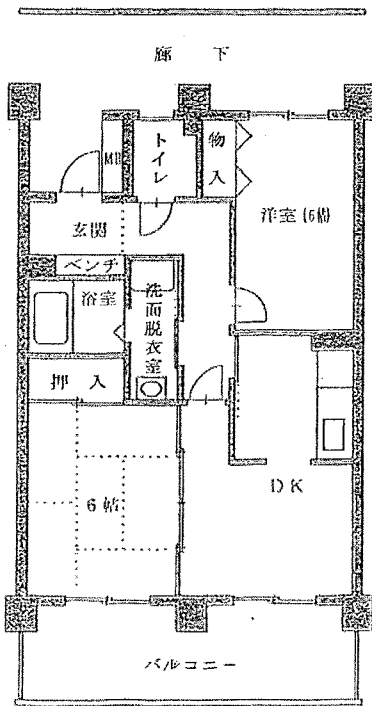 廊下
MB
トイレ
物入
洋室(6帖)
玄関
ベンチ
浴室
洗面脱衣室
押入
6帖
DK
バルコニー